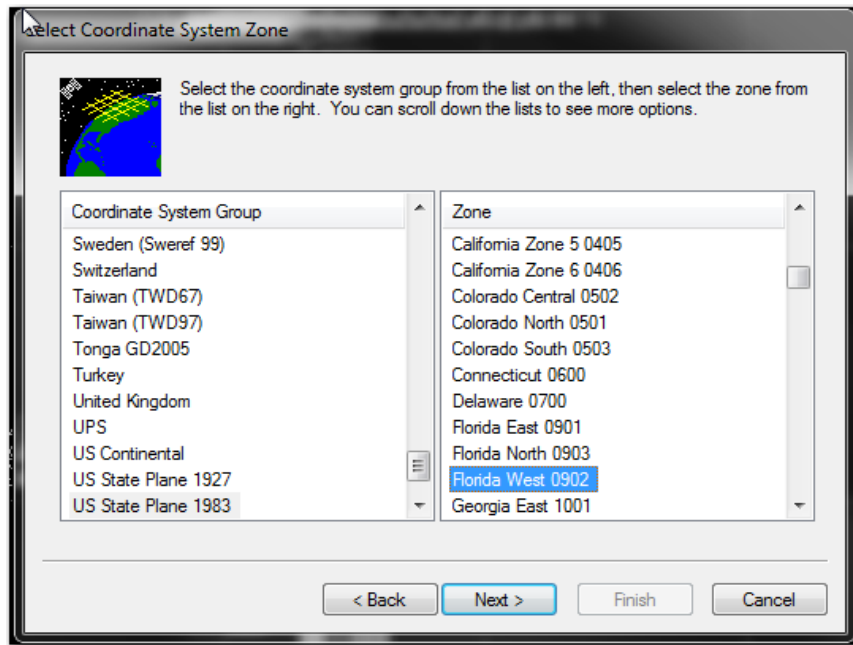 Select Coordinate System Zone
Select the coordinate system group from the list on the left, then select the zone from
the list on the right. You can scroll down the lists to see more options.
Coordinate System Group
Sweden (Sweref 99)
Switzerland
Taiwan (TWD67)
Taiwan (TWD97)
Tonga GD2005
Turkey
United Kingdom
UPS
US Continental
US State Plane 1927
US State Plane 1983
Zone
California Zone 5 0405
California Zone 6 0406
Colorado Central 0502
Colorado North 0501
Colorado South 0503
Connecticut 0600
Delaware 0700
Florida East 0901
Florida North 0903
Florida West 0902
Georgia East 1001
< Back
Next >
Finish
Cancel